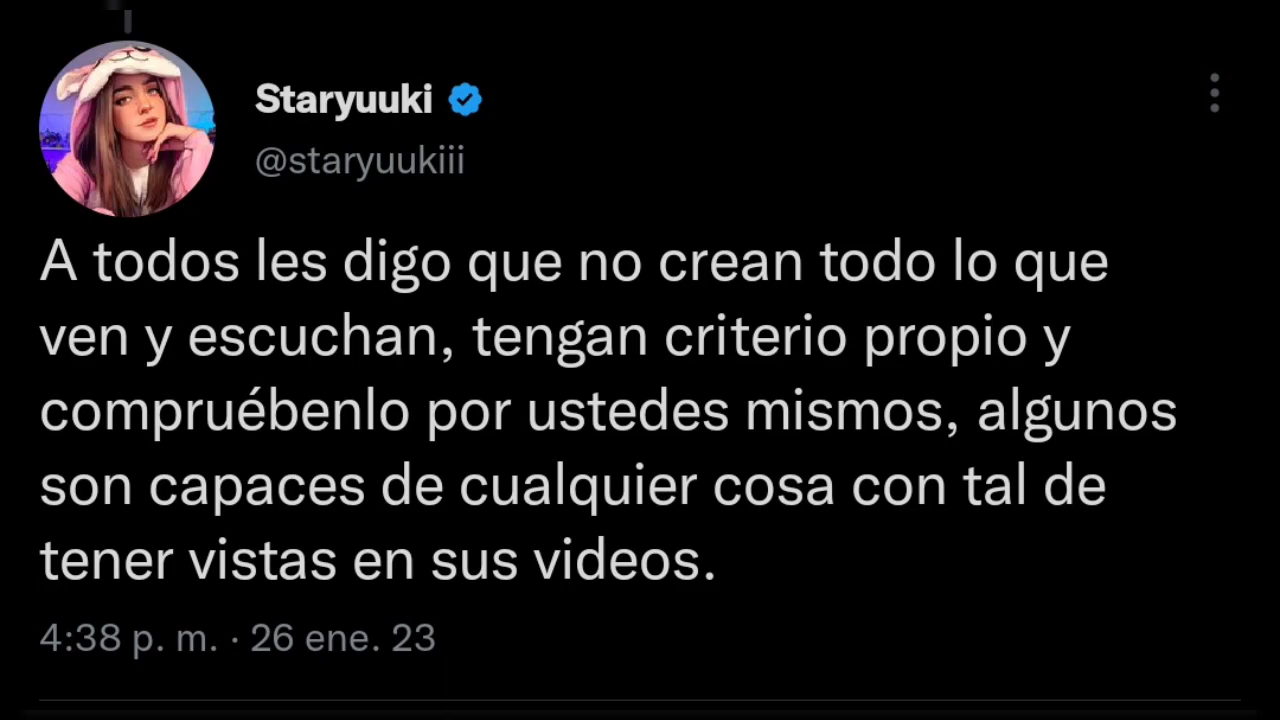 Staryuuki
@staryuukiii
A todos les digo que no crean todo lo que
ven y escuchan, tengan criterio propio y
compruébenlo por ustedes mismos, algunos
son capaces de cualquier cosa con tal de
tener vistas en sus videos.
4:38 p. m. · 26 ene. 23